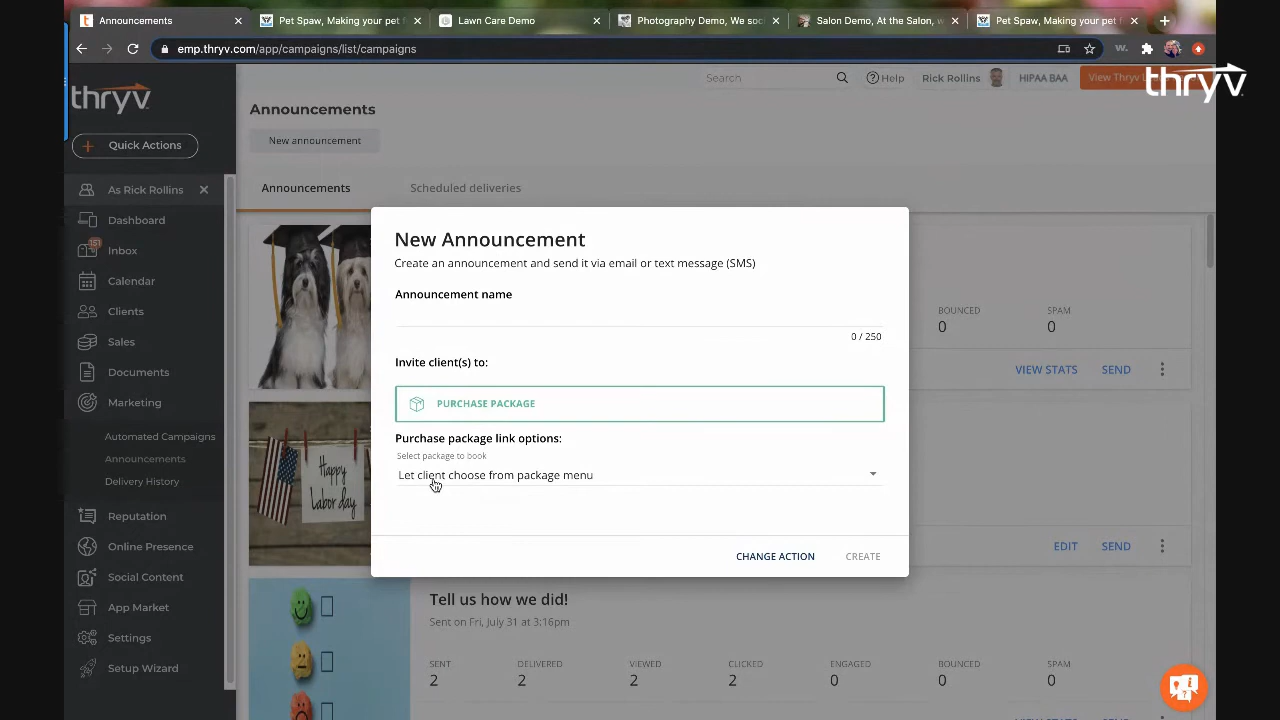 Announcements
Pet Spaw, Making your pet f
Lawn Care Demo
Photography Demo, We soc
Salon Demo, At the Salon, w
Pet Spaw, Making your pet f
emp.thryv.com/app/campaigns/list/campaigns
thryv
Quick Actions
As Rick Rollins
Dashboard
151
Inbox
Calendar
Clients
Sales
Documents
Marketing
Automated Campaigns
Announcements
Delivery History
Reputation
Online Presence
Social Content
App Market
Settings
Setup Wizard
Search
Help
Rick Rollins
HIPAA BAA
View Thryv
thryv
Announcements
New announcement
Announcements
Scheduled deliveries
New Announcement
Create an announcement and send it via email or text message (SMS)
Announcement name
0 / 250
Invite client(s) to:
PURCHASE PACKAGE
Purchase package link options:
Select package to book
Let client choose from package menu
CHANGE ACTION
CREATE
BOUNCED
SPAM
0
0
VIEW STATS
SEND
Happy
Labor day
EDIT
SEND
Tell us how we did!
Sent on Fri, July 31 at 3:16pm
SENT
DELIVERED
VIEWED
CLICKED
ENGAGED
BOUNCED
SPAM
2
2
2
2
0
0
0